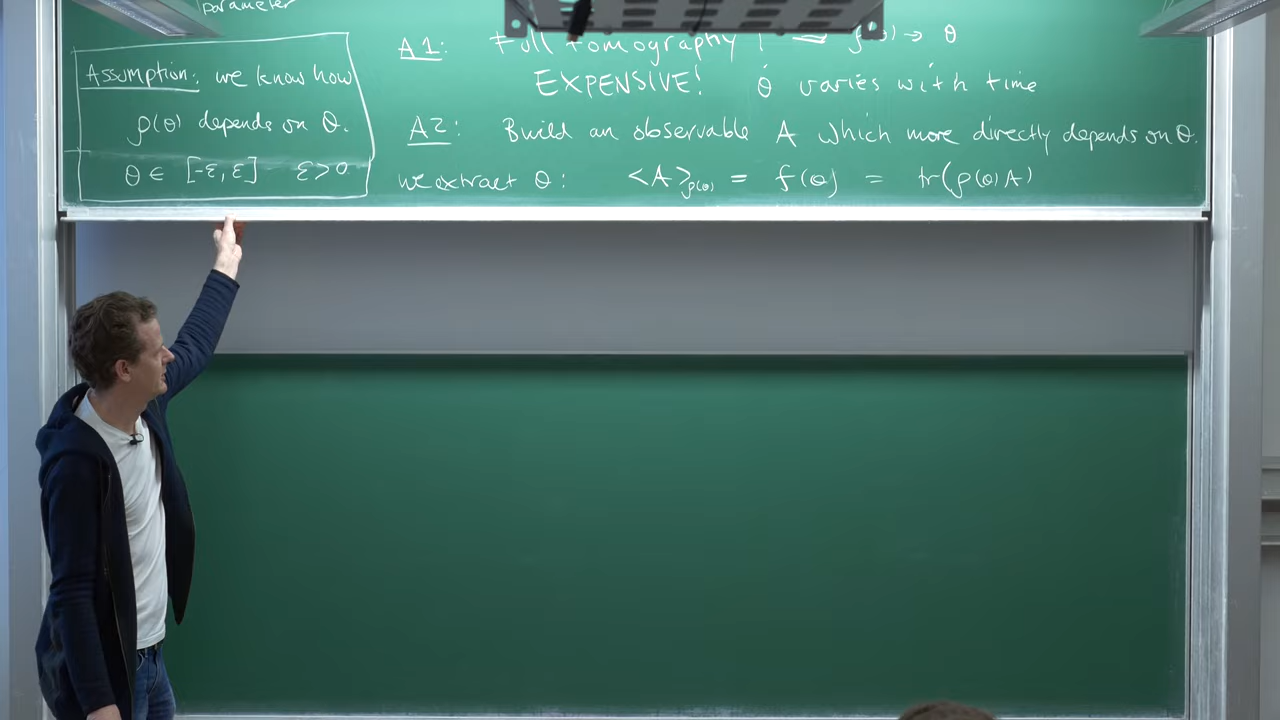 parameter
Assumption: we know how
ρ(θ) depends on θ.
θ ∈ [-ε, ε] ε>0
A1: Full tomography! → θ
EXPENSIVE! θ varies with time
A2: Build an observable A which more directly depends on θ.
we extract θ: <A>ρ(θ) = f(θ) = tr(ρ(θ)A)